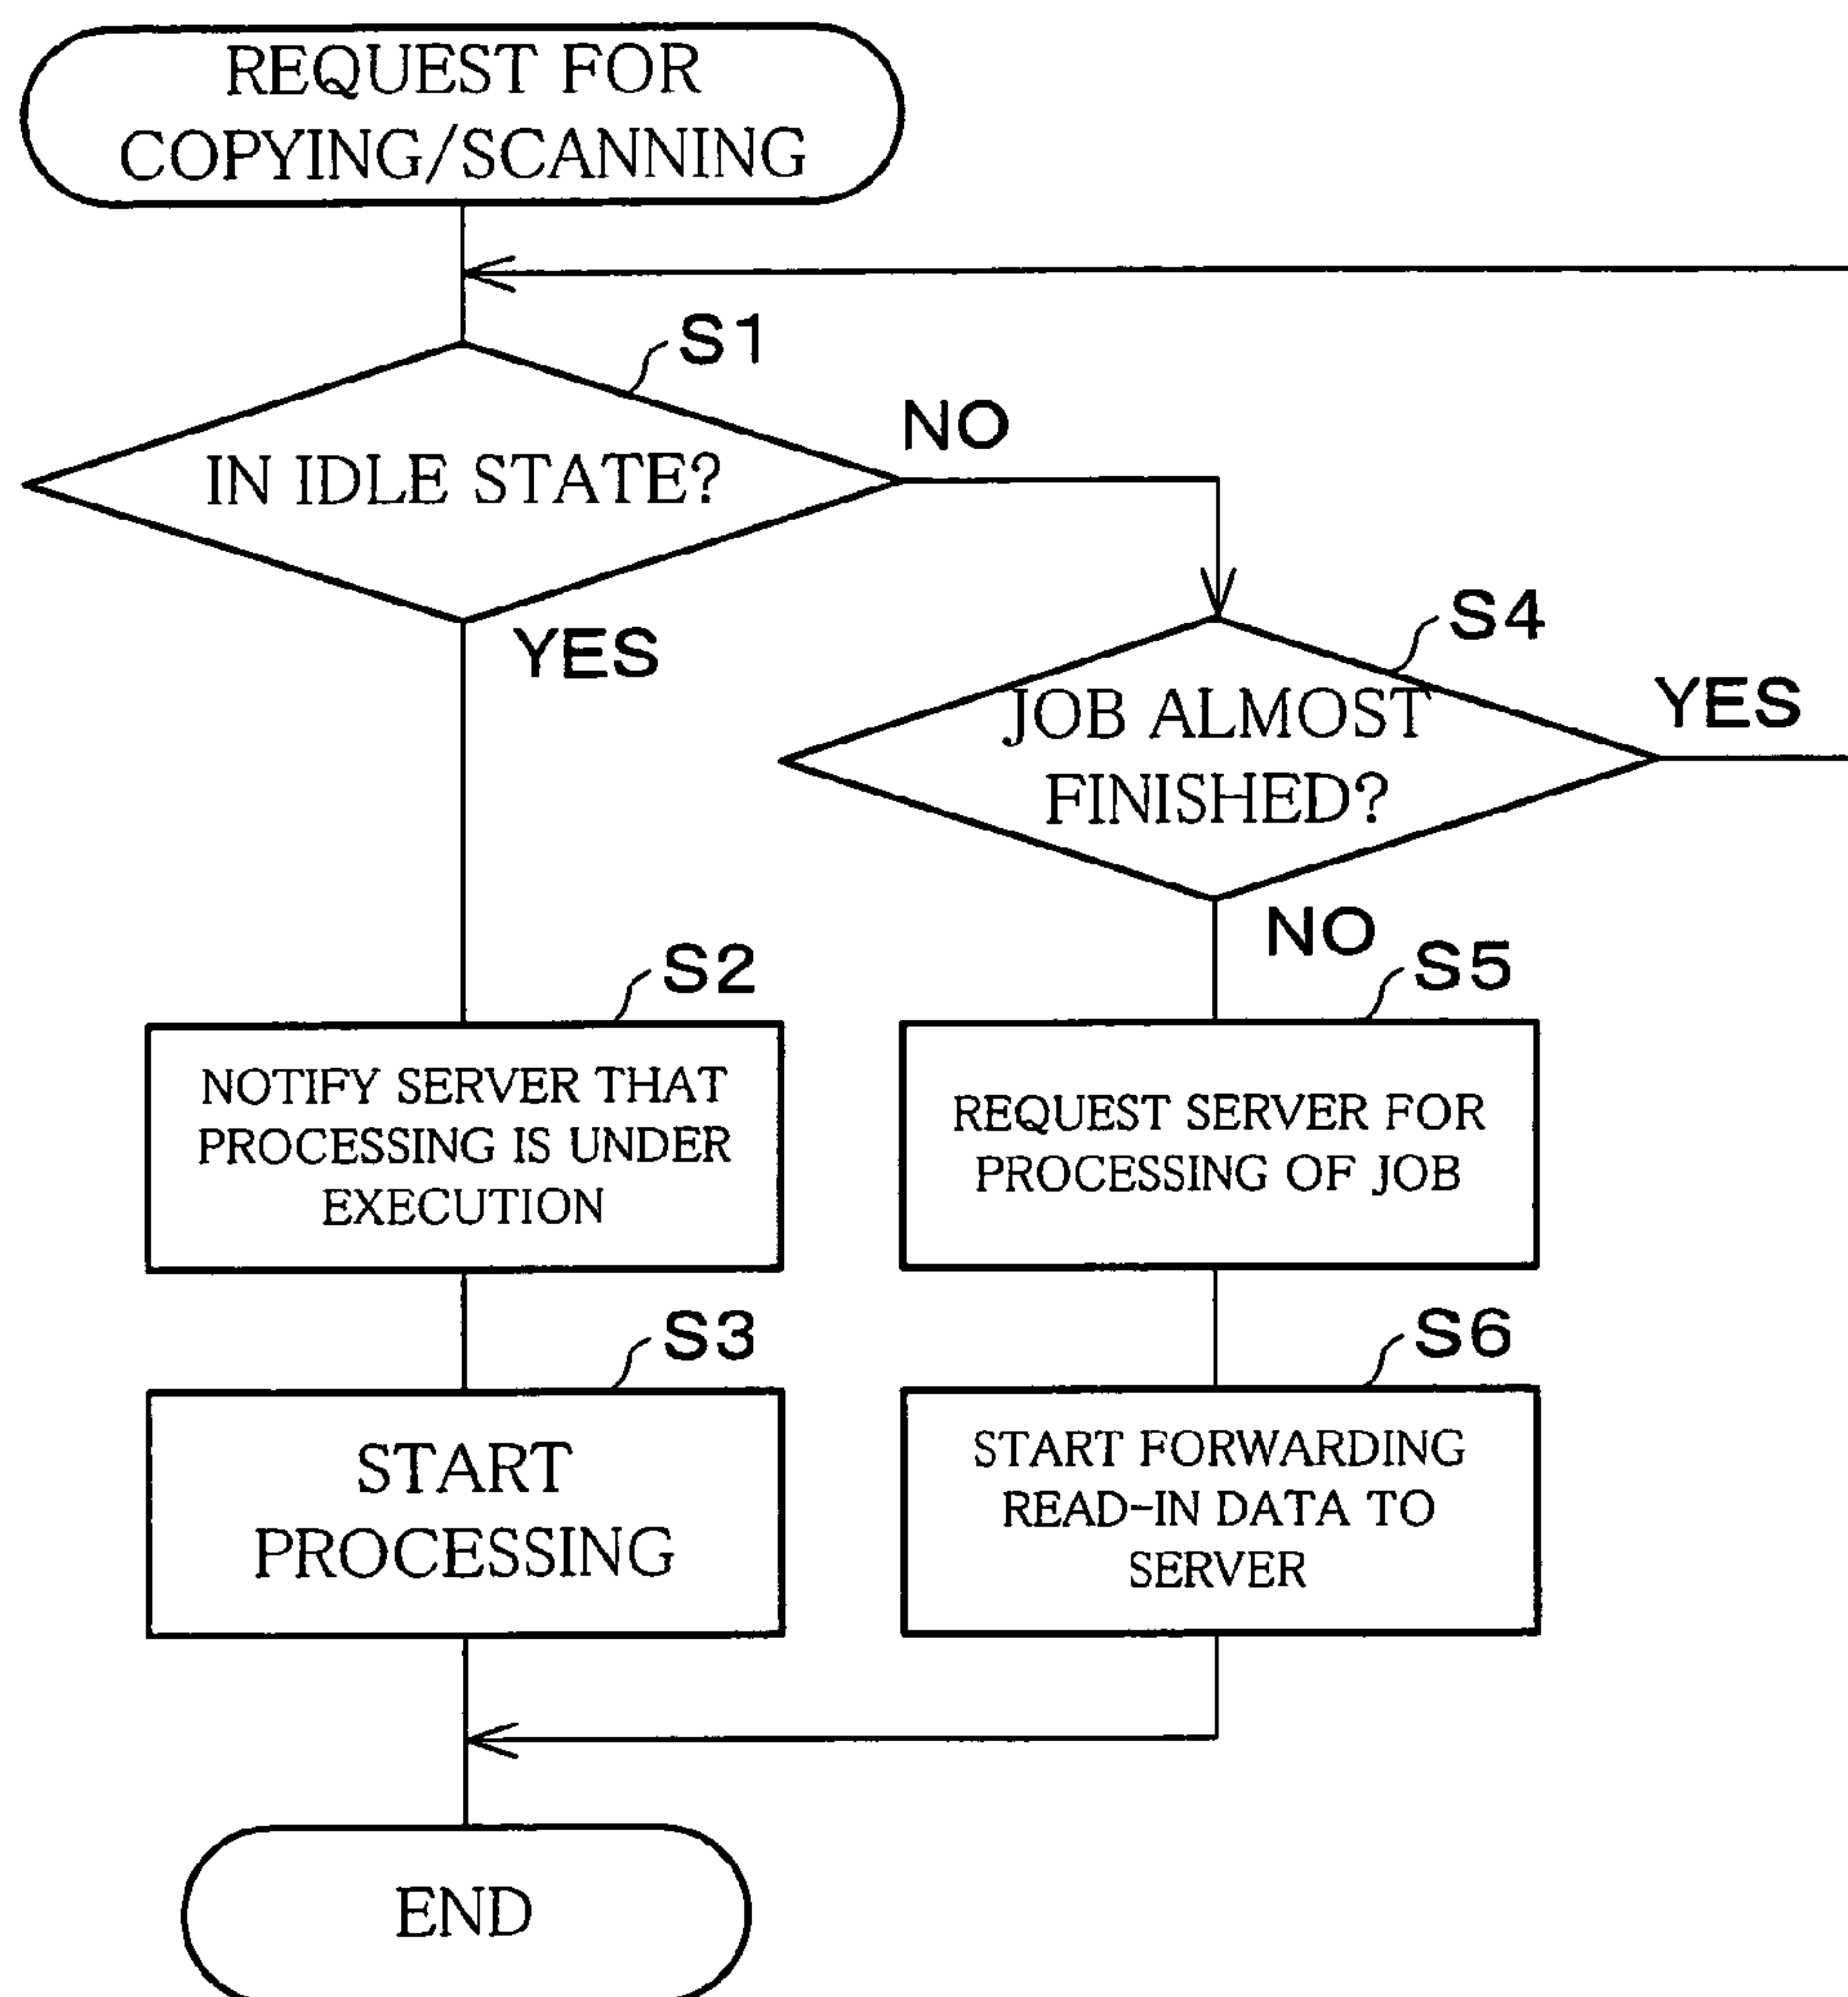 REQUEST FOR
COPYING/SCANNING
S1
NO
IN IDLE STATE?
YES
S4
YES
JOB ALMOST
FINISHED?
NO
S2
NOTIFY SERVER THAT
PROCESSING IS UNDER
EXECUTION
S5
REQUEST SERVER FOR
PROCESSING OF JOB
S3
START
PROCESSING
S6
START FORWARDING
READ-IN DATA TO
SERVER
END